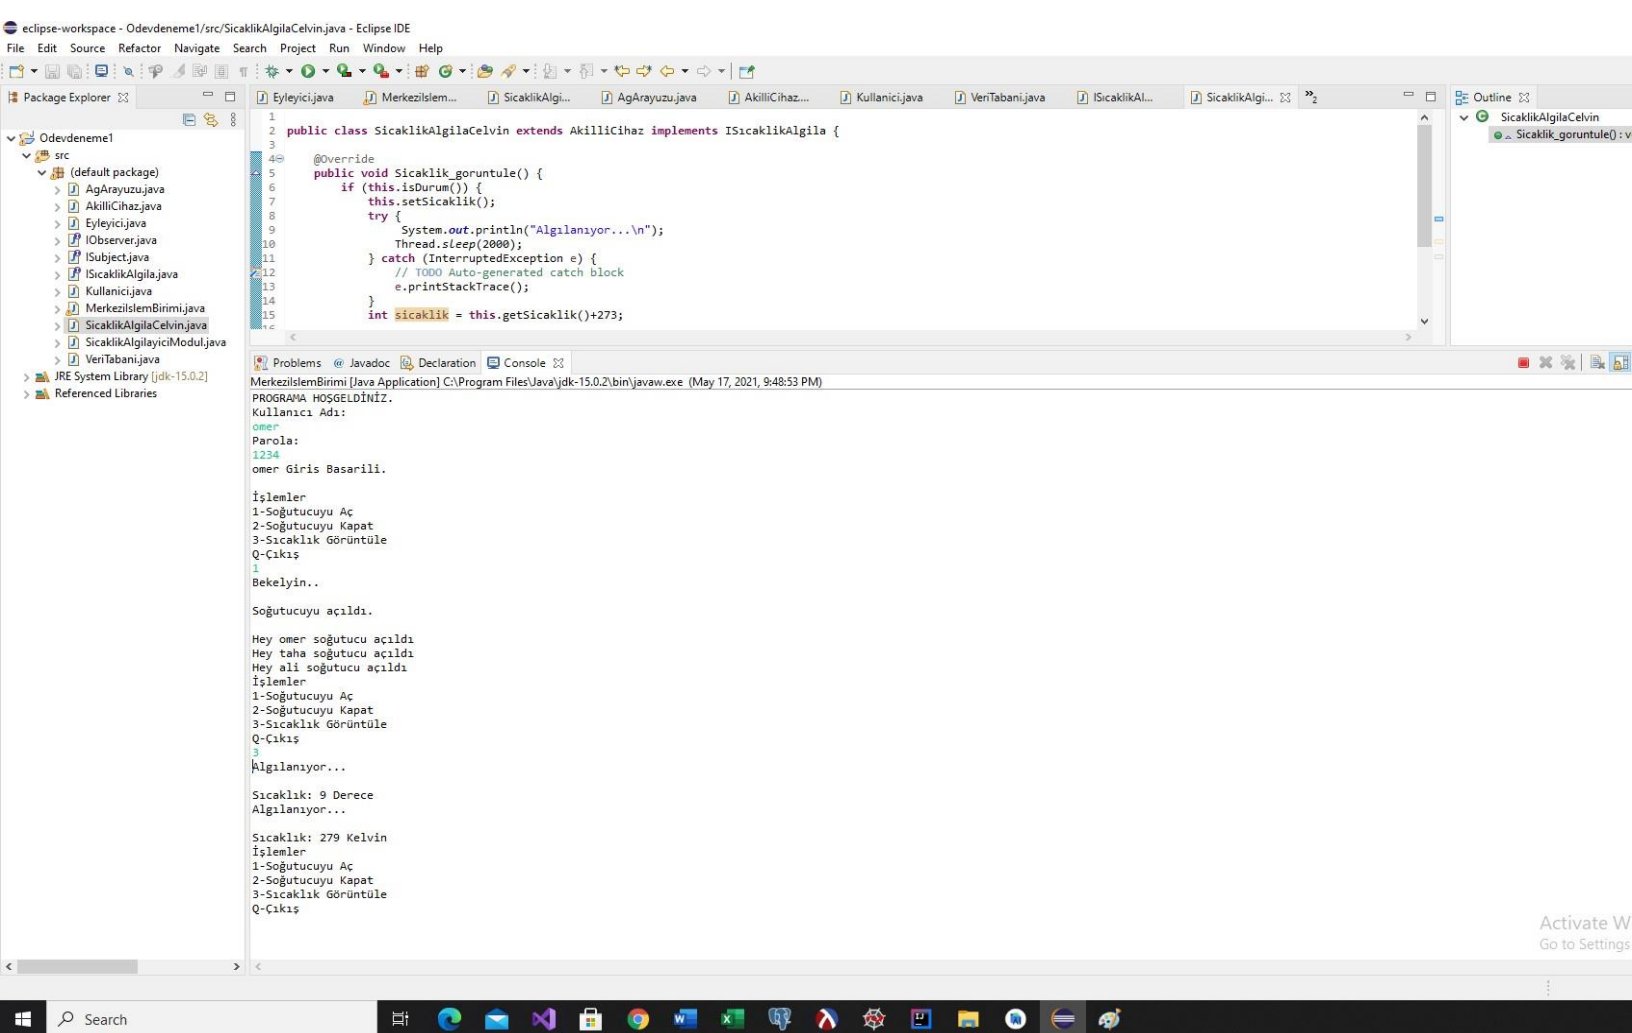 eclipse-workspace - Odevdeneme1/src/SicaklikAlgilaCelvin.java - Eclipse IDE
File Edit Source Refactor Navigate Search Project Run Window Help
Package Explorer
Odevdeneme1
src
(default package)
AgArayuzu.java
AkilliCihaz.java
Eyleyici.java
IObserver.java
ISubject.java
ISıcaklikAlgila.java
Kullanici.java
MerkezilslemBirimi.java
SicaklikAlgilaCelvin.java
SicaklikAlgilayiciModul.java
VeriTabani.java
JRE System Library [jdk-15.0.2]
Referenced Libraries
Eyleyici.java Merkezilslem... SicaklikAlgi... AgArayuzu.java AkilliCihaz.... Kullanici.java VeriTabani.java ISıcaklikAl... SicaklikAlgi... »2
1
2 public class SicaklikAlgilaCelvin extends AkilliCihaz implements ISıcaklikAlgila {
3
4 @Override
5 public void Sicaklik_goruntule() {
6 if (this.isDurum()) {
7 this.setSicaklik();
8 try {
9 System.out.println("Algılanıyor...\n");
10 Thread.sleep(2000);
11 } catch (InterruptedException e) {
12 // TODO Auto-generated catch block
13 e.printStackTrace();
14 }
15 int sicaklik = this.getSicaklik()+273;
16
Outline
SicaklikAlgilaCelvin
Sicaklik_goruntule() : v
Problems Javadoc Declaration Console
MerkezilslemBirimi [Java Application] C:\Program Files\Java\jdk-15.0.2\bin\javaw.exe (May 17, 2021, 9:48:53 PM)
PROGRAMA HOŞGELDİNİZ.
Kullanıcı Adı:
omer
Parola:
1234
omer Giris Basarili.
İşlemler
1-Soğutucuyu Aç
2-Soğutucuyu Kapat
3-Sıcaklık Görüntüle
Q-Çıkış
1
Bekelyin..
Soğutucuyu açıldı.
Hey omer soğutucu açıldı
Hey taha soğutucu açıldı
Hey ali soğutucu açıldı
İşlemler
1-Soğutucuyu Aç
2-Soğutucuyu Kapat
3-Sıcaklık Görüntüle
Q-Çıkış
3
Algılanıyor...
Sıcaklık: 9 Derece
Algılanıyor...
Sıcaklık: 279 Kelvin
İşlemler
1-Soğutucuyu Aç
2-Soğutucuyu Kapat
3-Sıcaklık Görüntüle
Q-Çıkış
Activate W
Go to Settings
Search